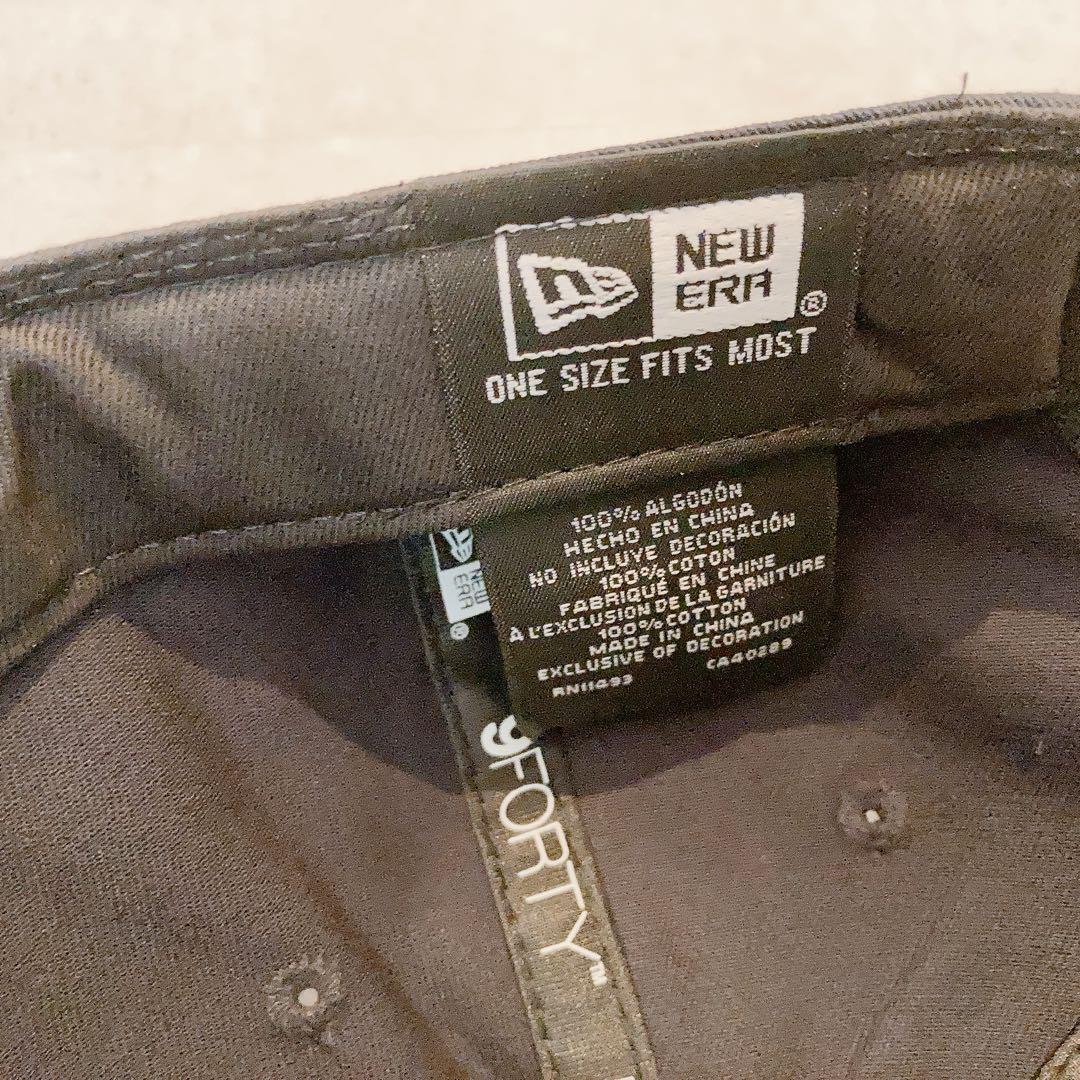 NEW
ERA
®
ONE SIZE FITS MOST
100% ALGODÓN
HECHO EN CHINA
NO INCLUYE DECORACIÓN
100% COTON
FABRIQUÉ EN CHINE
À L'EXCLUSION DE LA GARNITURE
100% COTTON
MADE IN CHINA
EXCLUSIVE OF DECORATION
RN11493 CA40289
NEW
ERA
®
9FORTY™